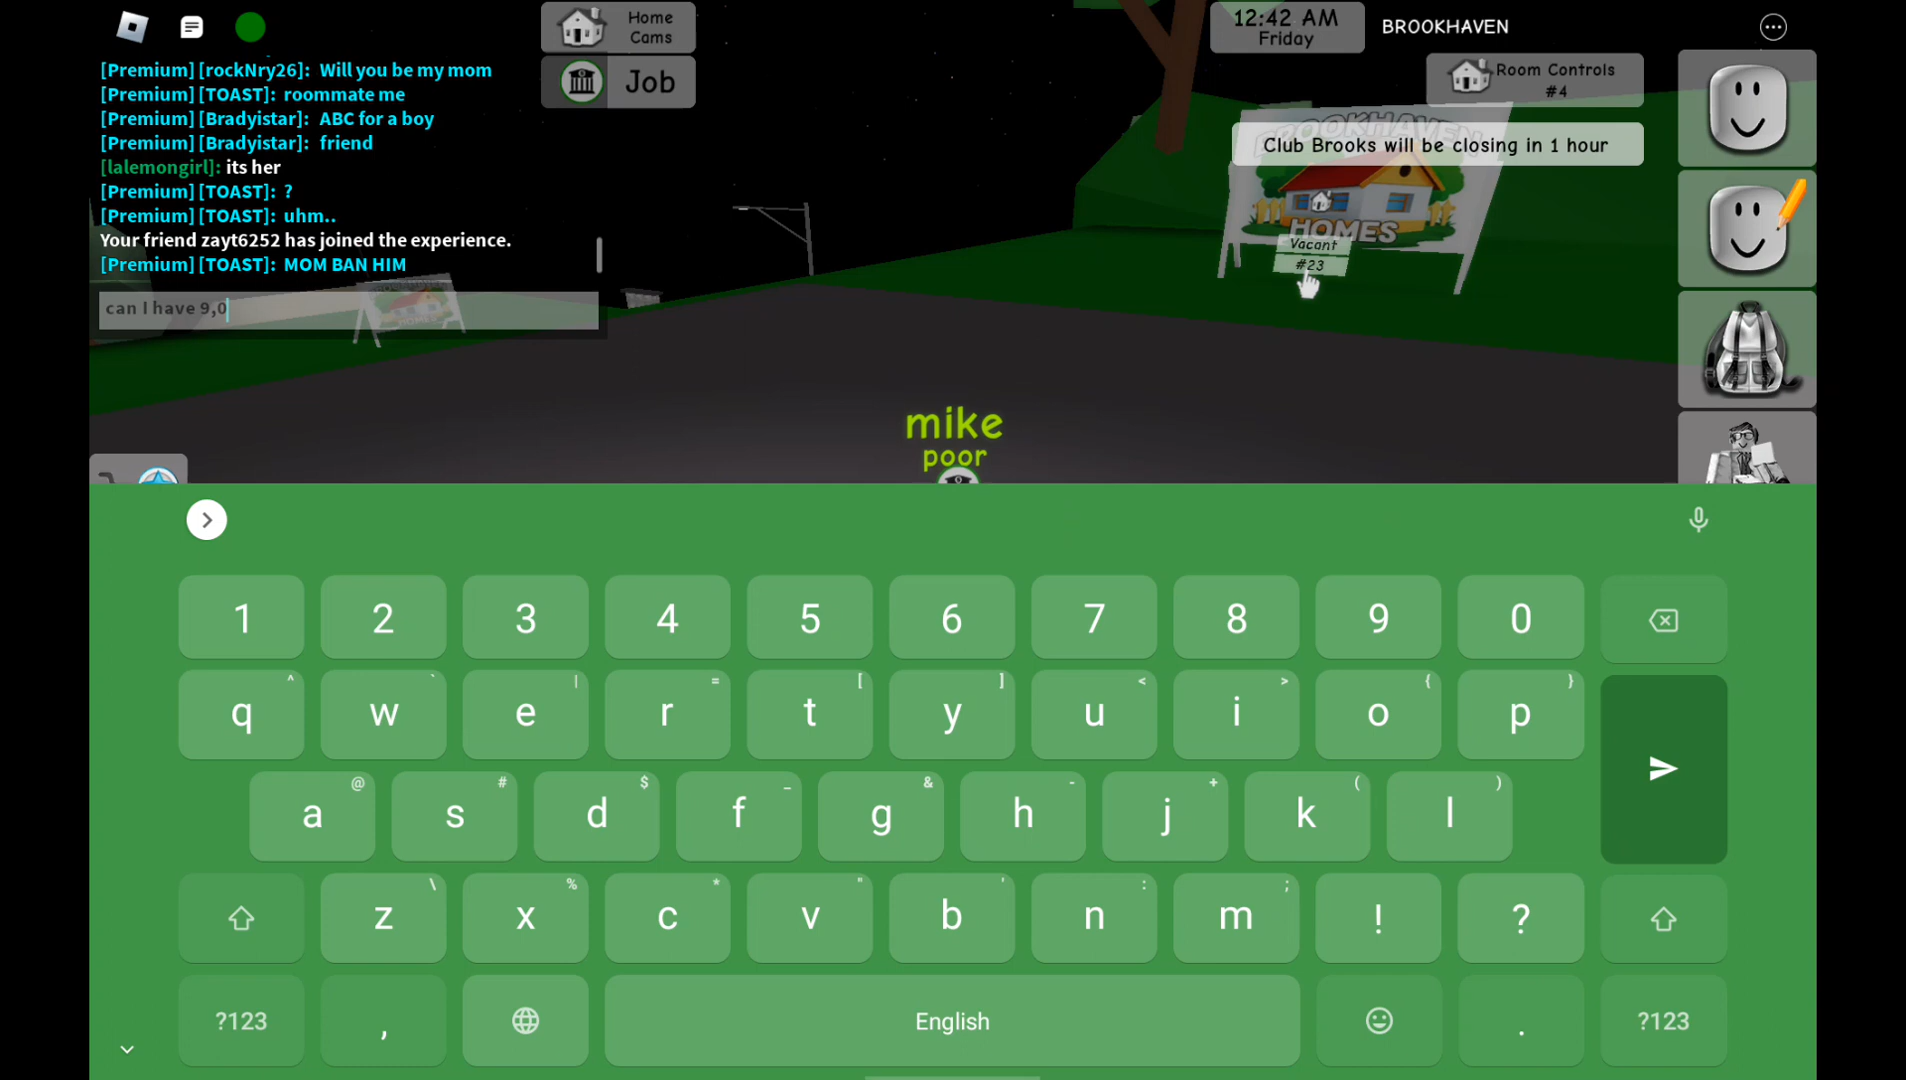 Home
Cams
Job
12:42 AM
Friday
BROOKHAVEN
Room Controls
#4
Club Brooks will be closing in 1 hour
BROOKHAVEN
HOMES
Vacant
#23
[Premium] [rockNry26]: Will you be my mom
[Premium] [TOAST]: roommate me
[Premium] [Bradyistar]: ABC for a boy
[Premium] [Bradyistar]: friend
[lalemongirl]: its her
[Premium] [TOAST]: ?
[Premium] [TOAST]: uhm..
Your friend zayt6252 has joined the experience.
[Premium] [TOAST]: MOM BAN HIM
can I have 9,0
mike
poor
1 2 3 4 5 6 7 8 9 0
^ ` | = [ ] < > { }
q w e r t y u i o p
@ # $ _ & - + ( )
a s d f g h j k l
\ % * " ' : ;
z x c v b n m ! ?
?123 , English . ?123